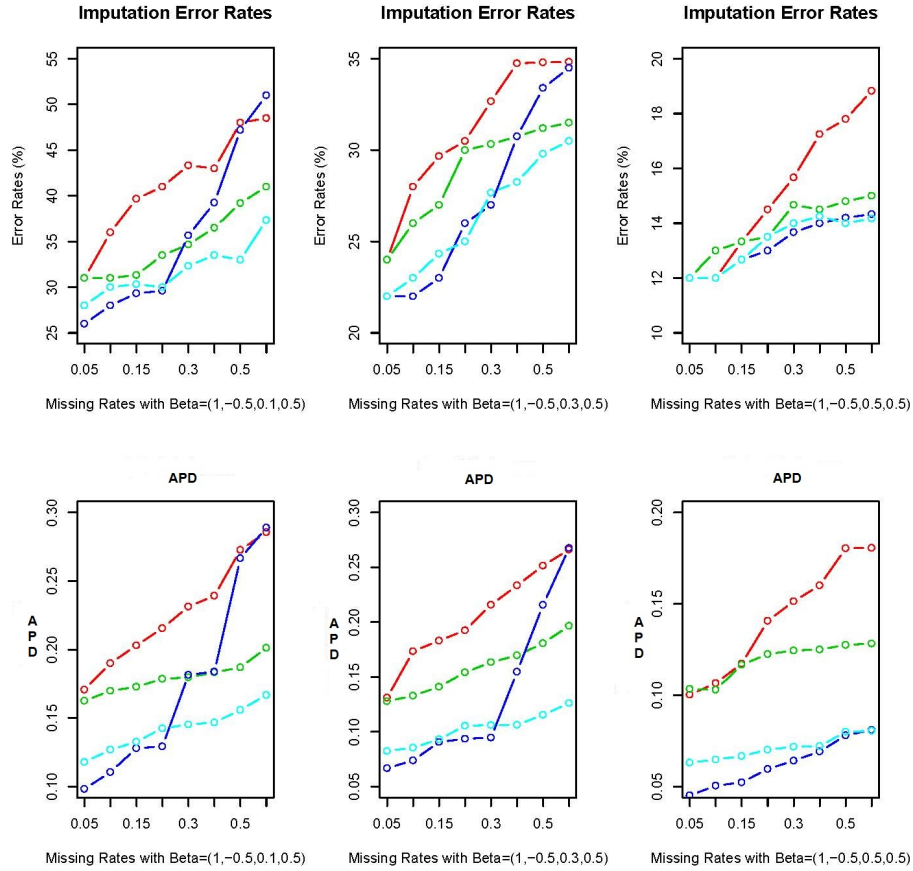 Imputation Error Rates
Error Rates (%)
55
50
45
40
35
30
25
0.05 0.15 0.3 0.5
Missing Rates with Beta=(1,−0.5,0.1,0.5)
Imputation Error Rates
Error Rates (%)
35
30
25
20
0.05 0.15 0.3 0.5
Missing Rates with Beta=(1,−0.5,0.3,0.5)
Imputation Error Rates
Error Rates (%)
20
18
16
14
12
10
0.05 0.15 0.3 0.5
Missing Rates with Beta=(1,−0.5,0.5,0.5)
APD
A
P
D
0.30
0.25
0.20
0.15
0.10
0.05 0.15 0.3 0.5
Missing Rates with Beta=(1,−0.5,0.1,0.5)
APD
A
P
D
0.30
0.25
0.20
0.15
0.10
0.05
0.05 0.15 0.3 0.5
Missing Rates with Beta=(1,−0.5,0.3,0.5)
APD
A
P
D
0.20
0.15
0.10
0.05
0.05 0.15 0.3 0.5
Missing Rates with Beta=(1,−0.5,0.5,0.5)